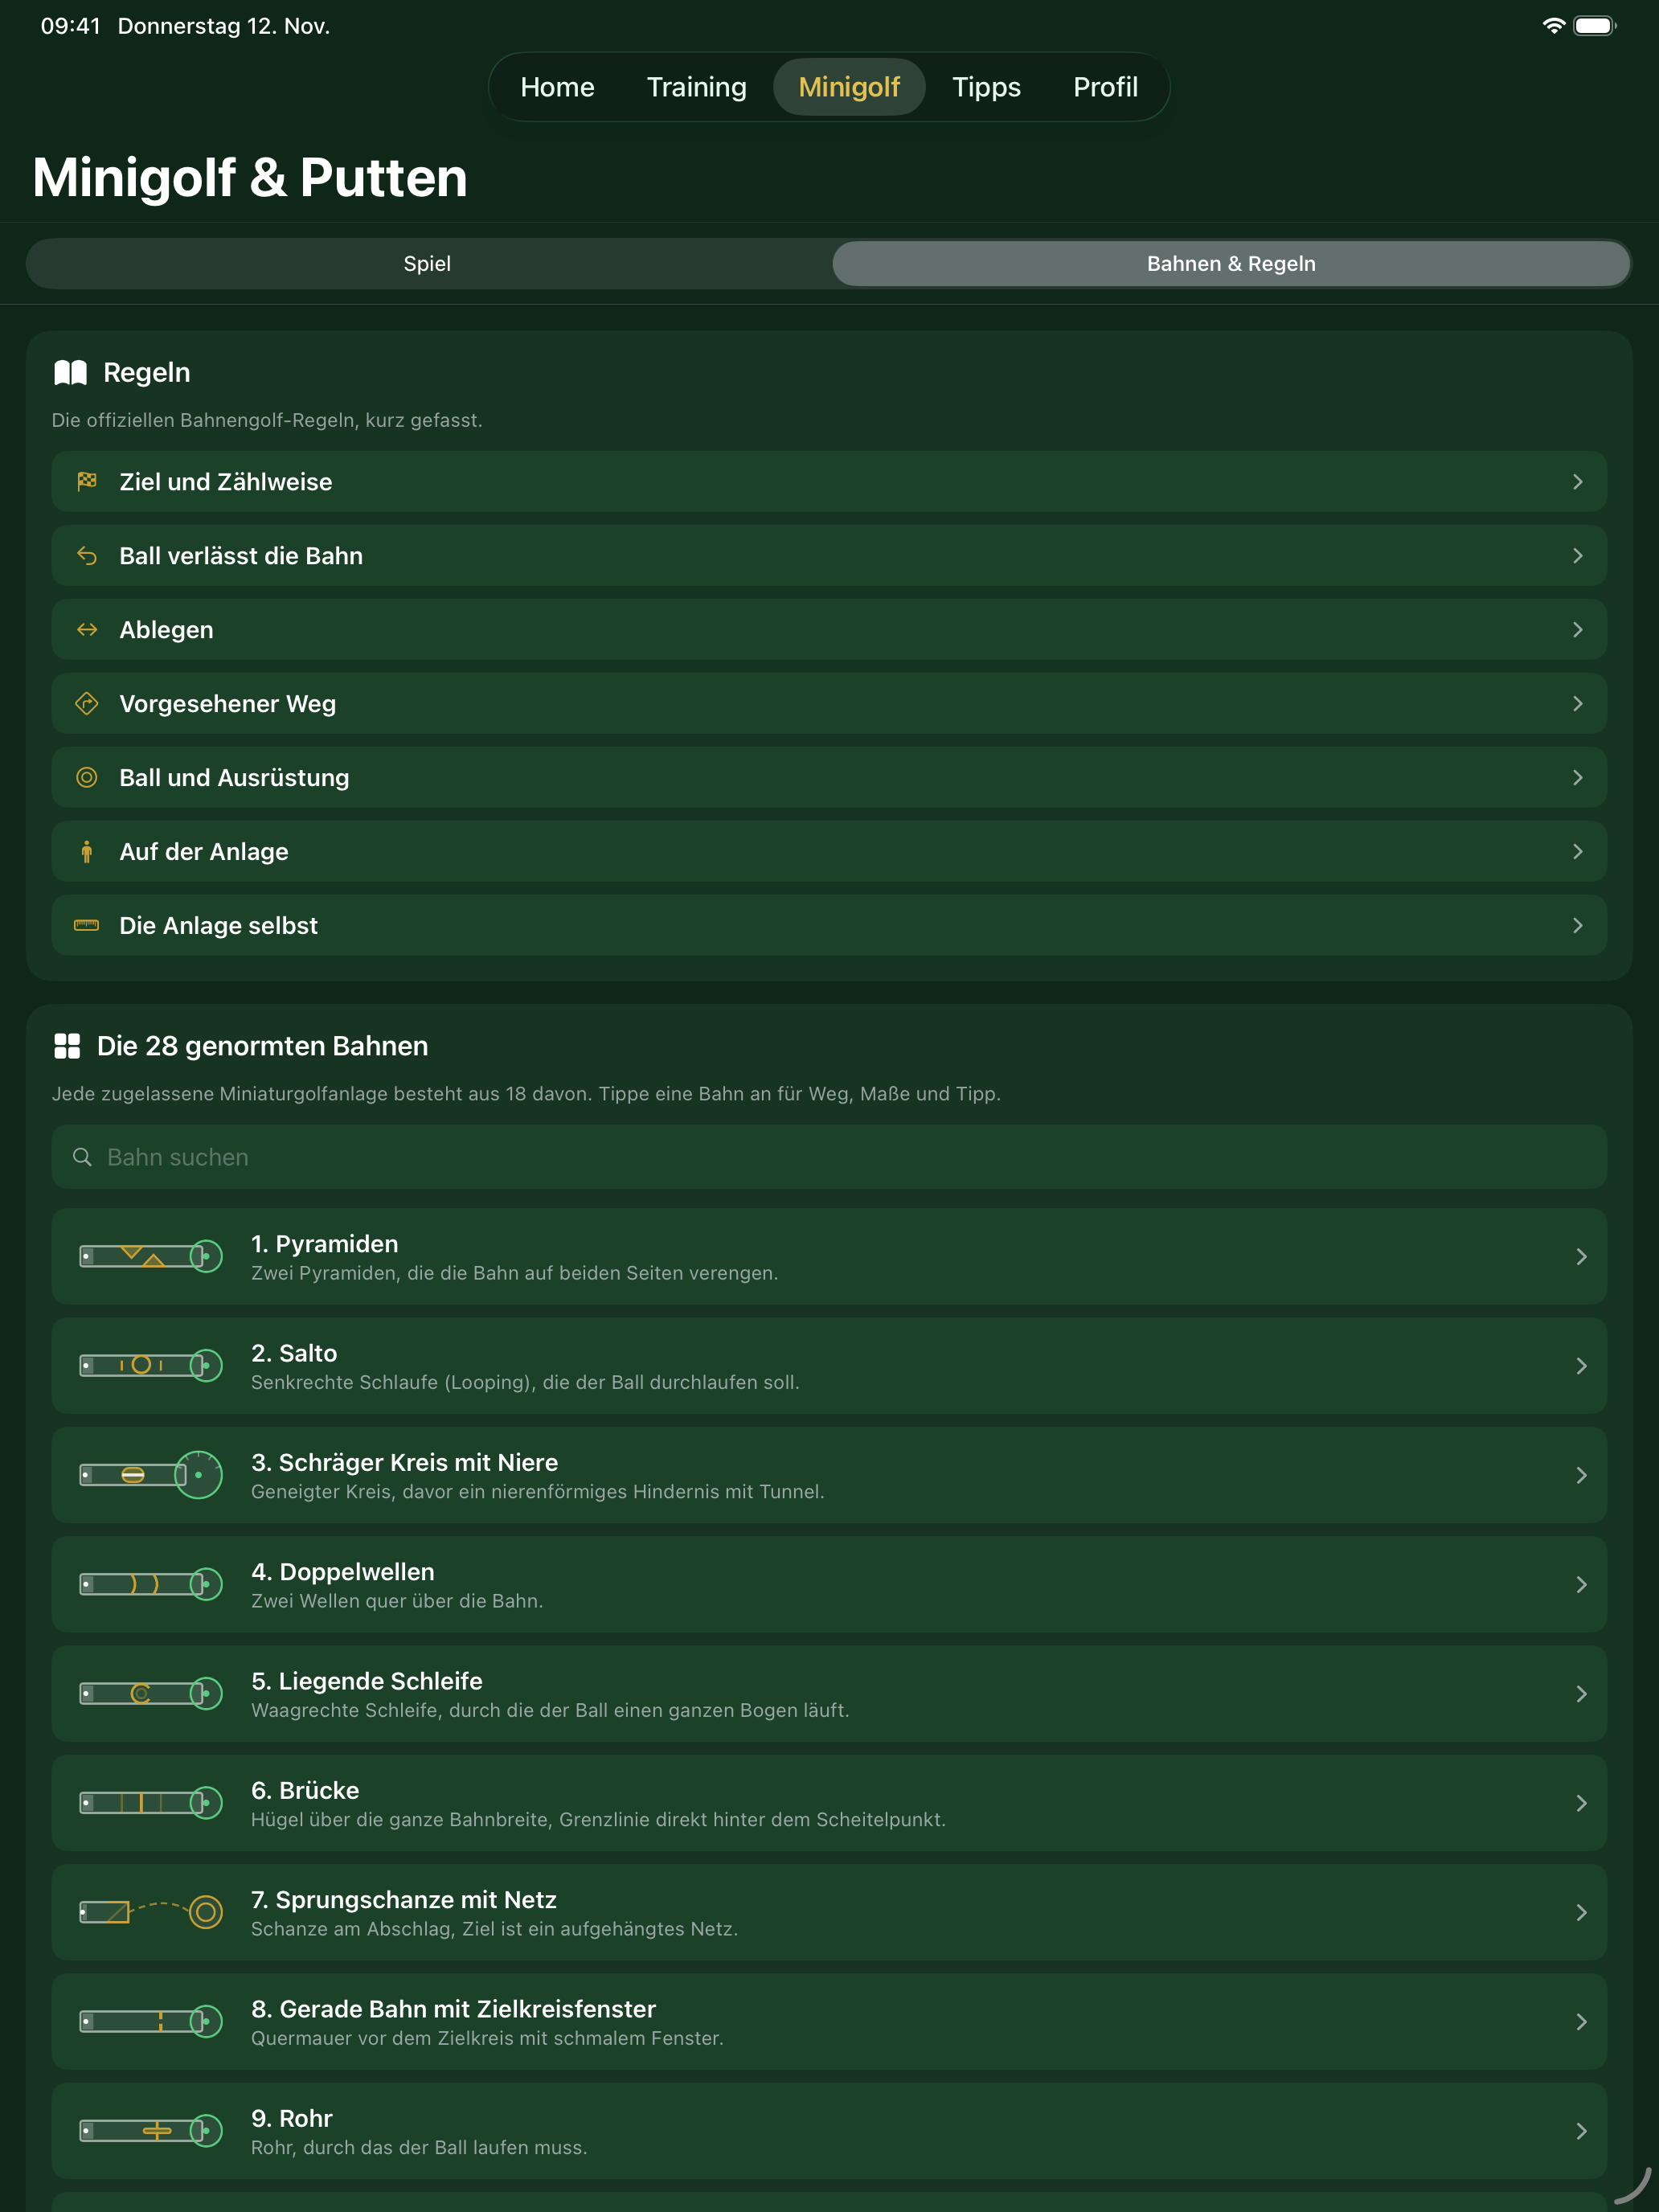 09:41 Donnerstag 12. Nov.
Home Training Minigolf Tipps Profil
Minigolf & Putten
Spiel Bahnen & Regeln
Regeln
Die offiziellen Bahnengolf-Regeln, kurz gefasst.
Ziel und Zählweise
Ball verlässt die Bahn
Ablegen
Vorgesehener Weg
Ball und Ausrüstung
Auf der Anlage
Die Anlage selbst
Die 28 genormten Bahnen
Jede zugelassene Miniaturgolfanlage besteht aus 18 davon. Tippe eine Bahn an für Weg, Maße und Tipp.
Bahn suchen
1. Pyramiden
Zwei Pyramiden, die die Bahn auf beiden Seiten verengen.
2. Salto
Senkrechte Schlaufe (Looping), die der Ball durchlaufen soll.
3. Schräger Kreis mit Niere
Geneigter Kreis, davor ein nierenförmiges Hindernis mit Tunnel.
4. Doppelwellen
Zwei Wellen quer über die Bahn.
5. Liegende Schleife
Waagrechte Schleife, durch die der Ball einen ganzen Bogen läuft.
6. Brücke
Hügel über die ganze Bahnbreite, Grenzlinie direkt hinter dem Scheitelpunkt.
7. Sprungschanze mit Netz
Schanze am Abschlag, Ziel ist ein aufgehängtes Netz.
8. Gerade Bahn mit Zielkreisfenster
Quermauer vor dem Zielkreis mit schmalem Fenster.
9. Rohr
Rohr, durch das der Ball laufen muss.